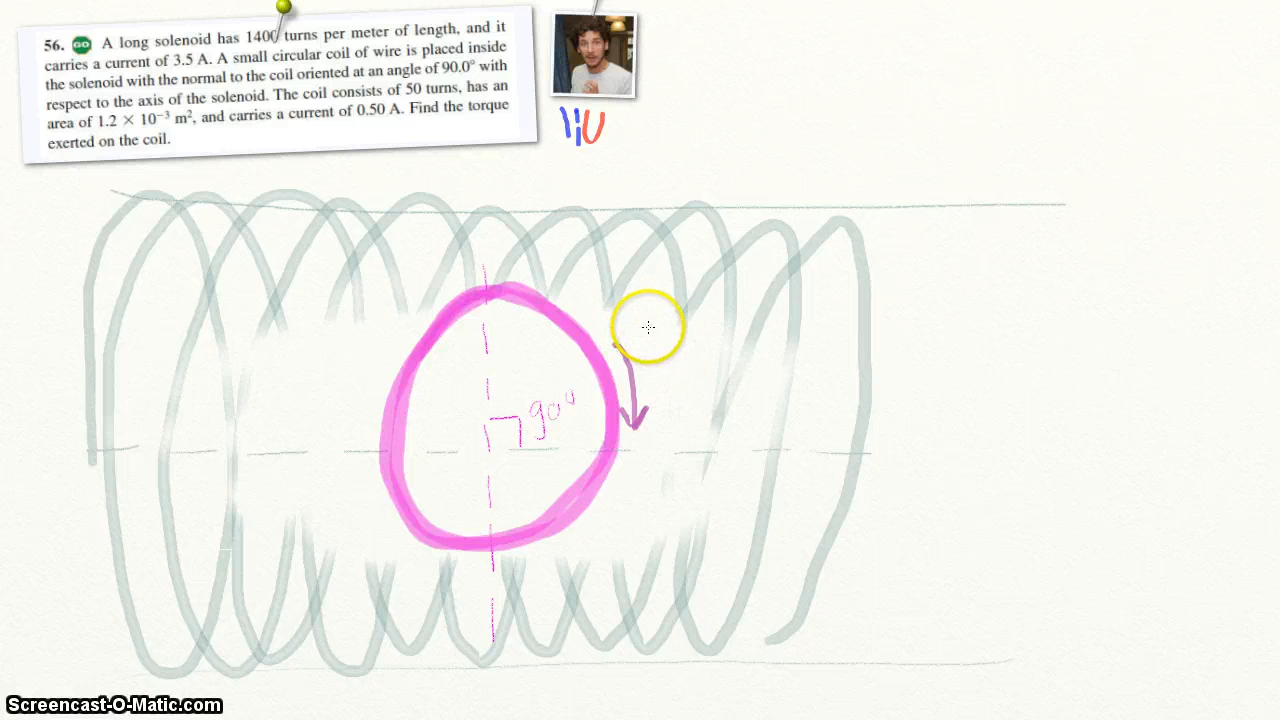 56. GO A long solenoid has 1400 turns per meter of length, and it
carries a current of 3.5 A. A small circular coil of wire is placed inside
the solenoid with the normal to the coil oriented at an angle of 90.0° with
respect to the axis of the solenoid. The coil consists of 50 turns, has an
area of 1.2 × 10⁻³ m², and carries a current of 0.50 A. Find the torque
exerted on the coil.
90°
Screencast-O-Matic.com